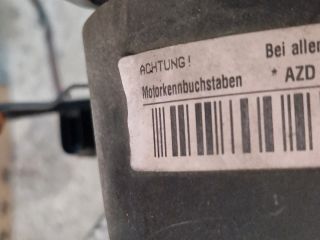 ACHTUNG!
Bei aller
Motorkennbuchstaben * AZD